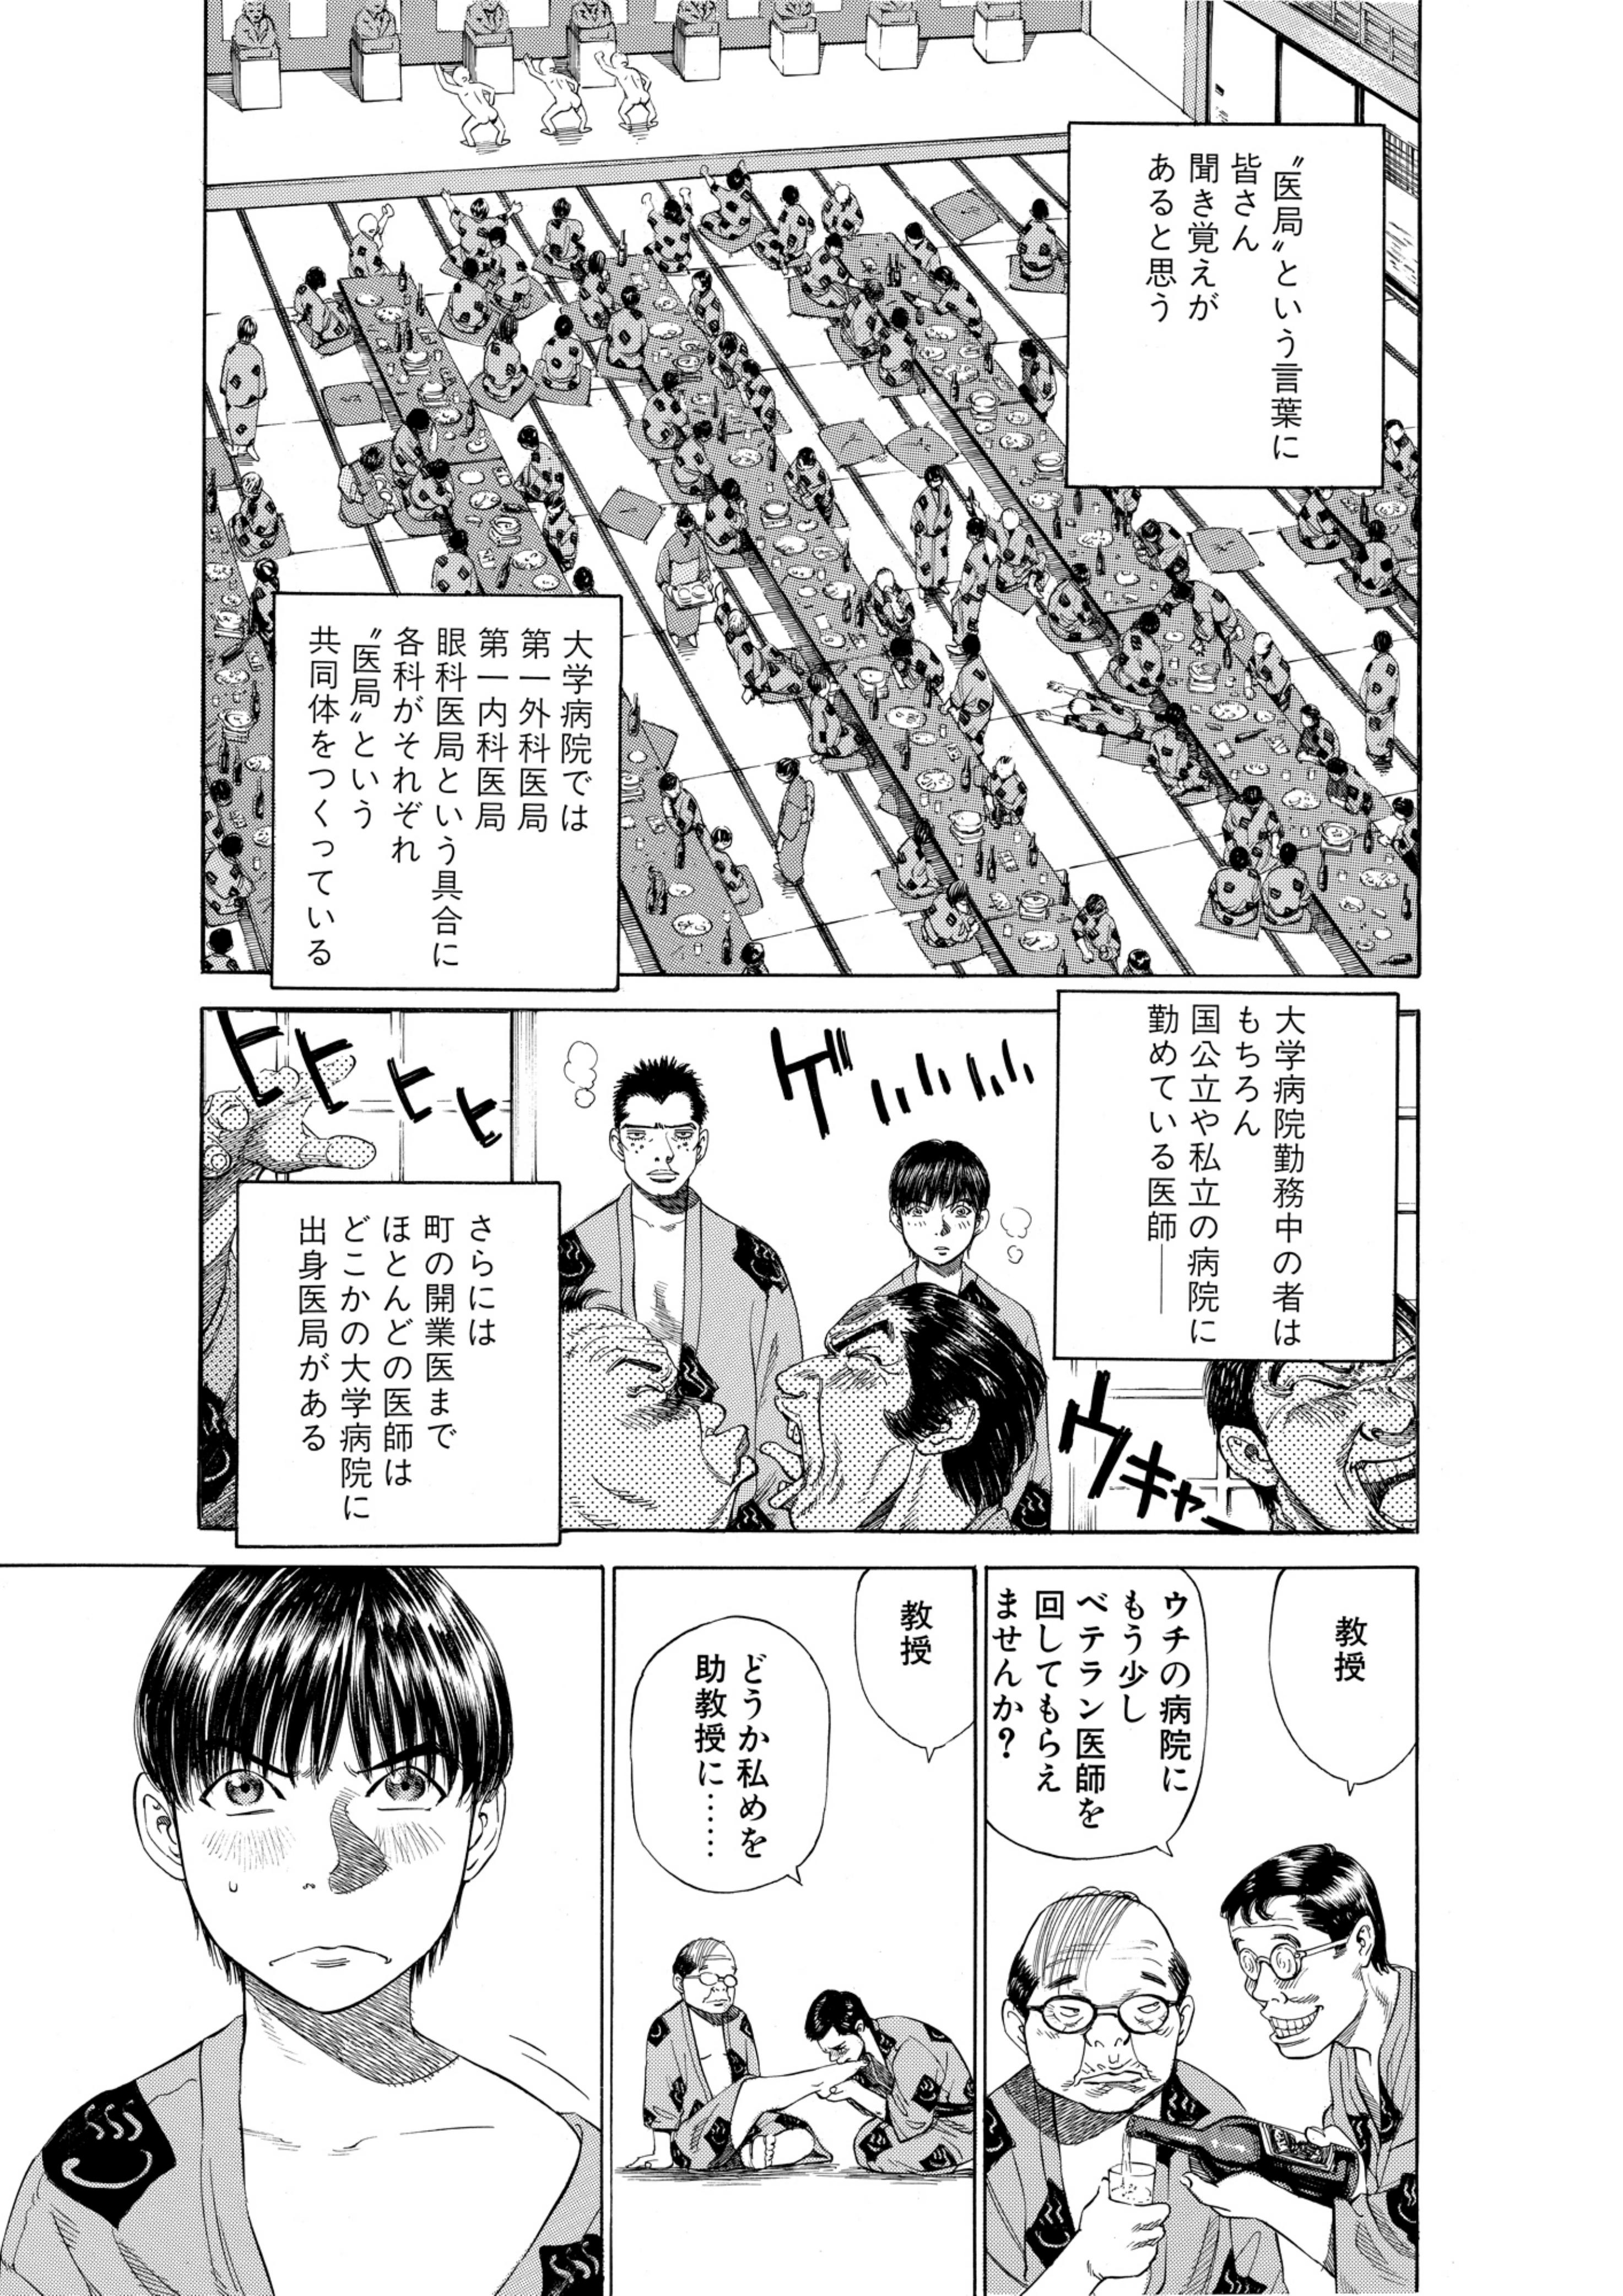 〝医局〟という言葉に
皆さん
聞き覚えが
あると思う
大学病院では
第一外科医局
第一内科医局
眼科医局という具合に
各科がそれぞれ
〝医局〟という
共同体をつくっている
大学病院勤務中の者は
もちろん
国公立や私立の病院に
勤めている医師――
ゲハハハハ
ウキャー
ヒヒヒヒ
さらには
町の開業医まで
ほとんどの医師は
どこかの大学病院に
出身医局がある
教授
ウチの病院に
もう少し
ベテラン医師を
回してもらえ
ませんか?
教授
どうか私めを
助教授に……